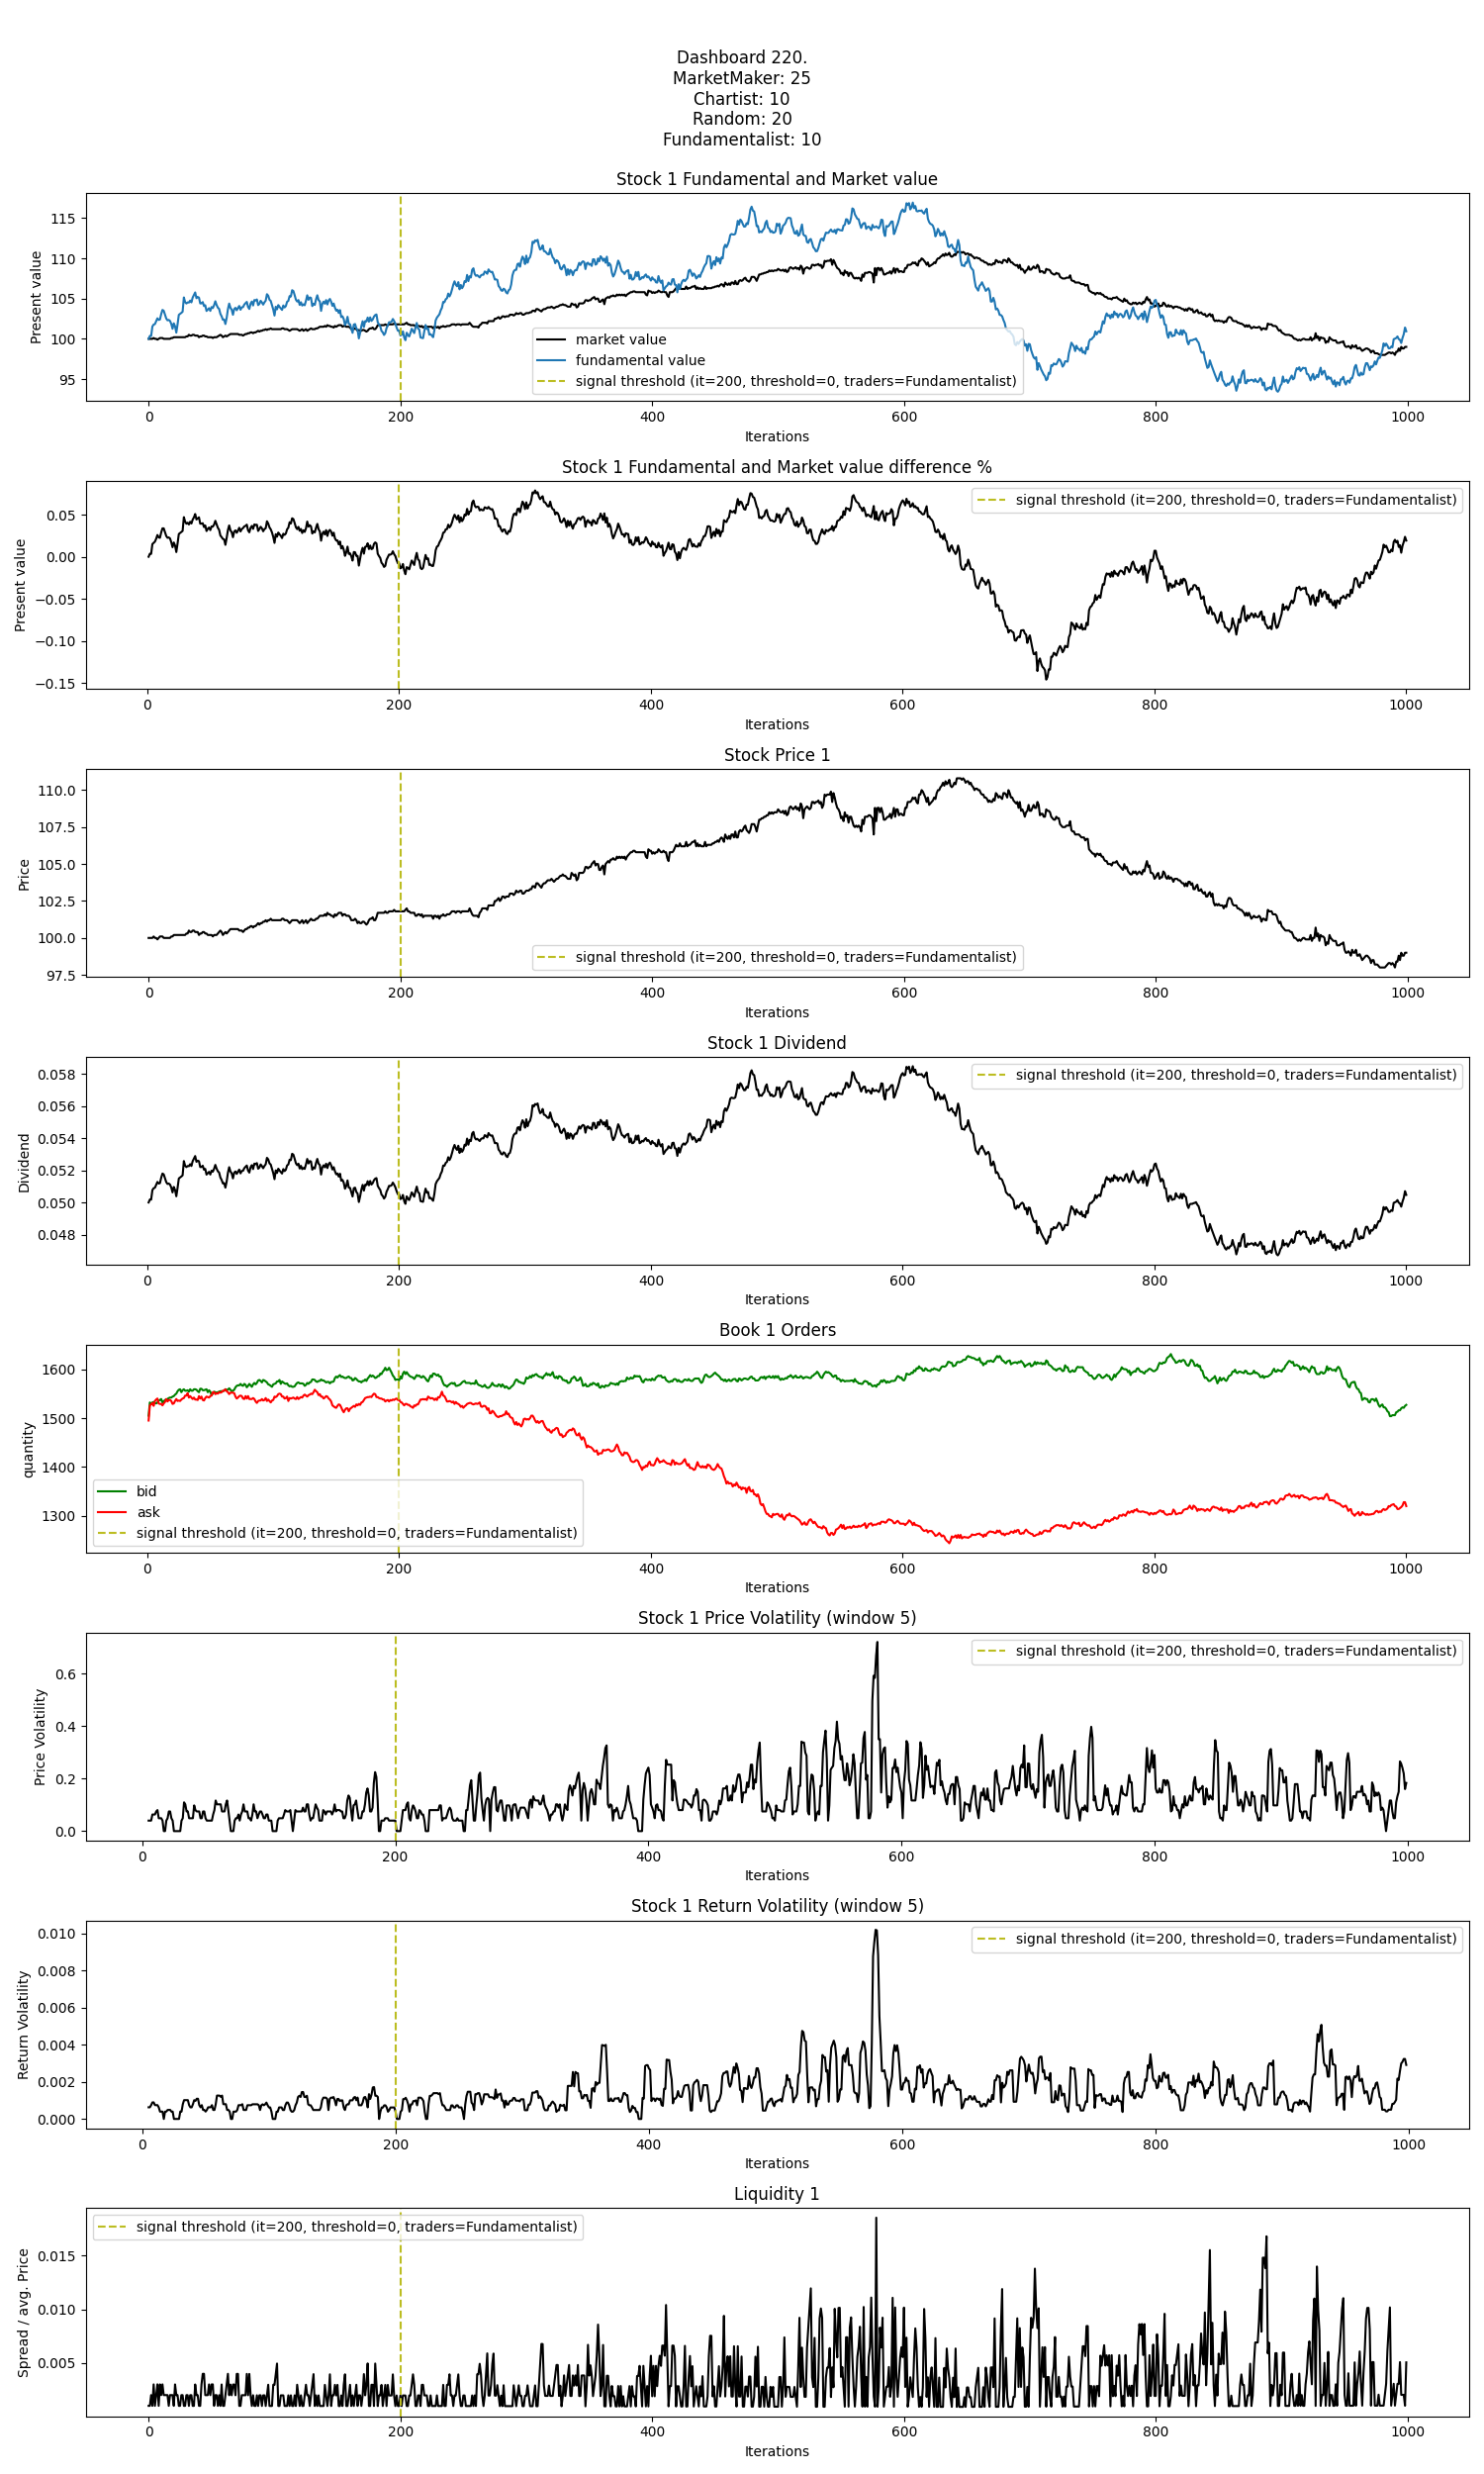 Dashboard 220.
MarketMaker: 25
Chartist: 10
Random: 20
Fundamentalist: 10
Stock 1 Fundamental and Market value
Present value
115
110
105
100
95
market value
fundamental value
signal threshold (it=200, threshold=0, traders=Fundamentalist)
0 200 400 600 800 1000
Iterations
Stock 1 Fundamental and Market value difference %
Present value
0.05
0.00
−0.05
−0.10
−0.15
signal threshold (it=200, threshold=0, traders=Fundamentalist)
0 200 400 600 800 1000
Iterations
Stock Price 1
Price
110.0
107.5
105.0
102.5
100.0
97.5
signal threshold (it=200, threshold=0, traders=Fundamentalist)
0 200 400 600 800 1000
Iterations
Stock 1 Dividend
Dividend
0.058
0.056
0.054
0.052
0.050
0.048
signal threshold (it=200, threshold=0, traders=Fundamentalist)
0 200 400 600 800 1000
Iterations
Book 1 Orders
quantity
1600
1500
1400
1300
bid
ask
signal threshold (it=200, threshold=0, traders=Fundamentalist)
0 200 400 600 800 1000
Iterations
Stock 1 Price Volatility (window 5)
Price Volatility
0.6
0.4
0.2
0.0
signal threshold (it=200, threshold=0, traders=Fundamentalist)
0 200 400 600 800 1000
Iterations
Stock 1 Return Volatility (window 5)
Return Volatility
0.010
0.008
0.006
0.004
0.002
0.000
signal threshold (it=200, threshold=0, traders=Fundamentalist)
0 200 400 600 800 1000
Iterations
Liquidity 1
Spread / avg. Price
0.015
0.010
0.005
signal threshold (it=200, threshold=0, traders=Fundamentalist)
0 200 400 600 800 1000
Iterations